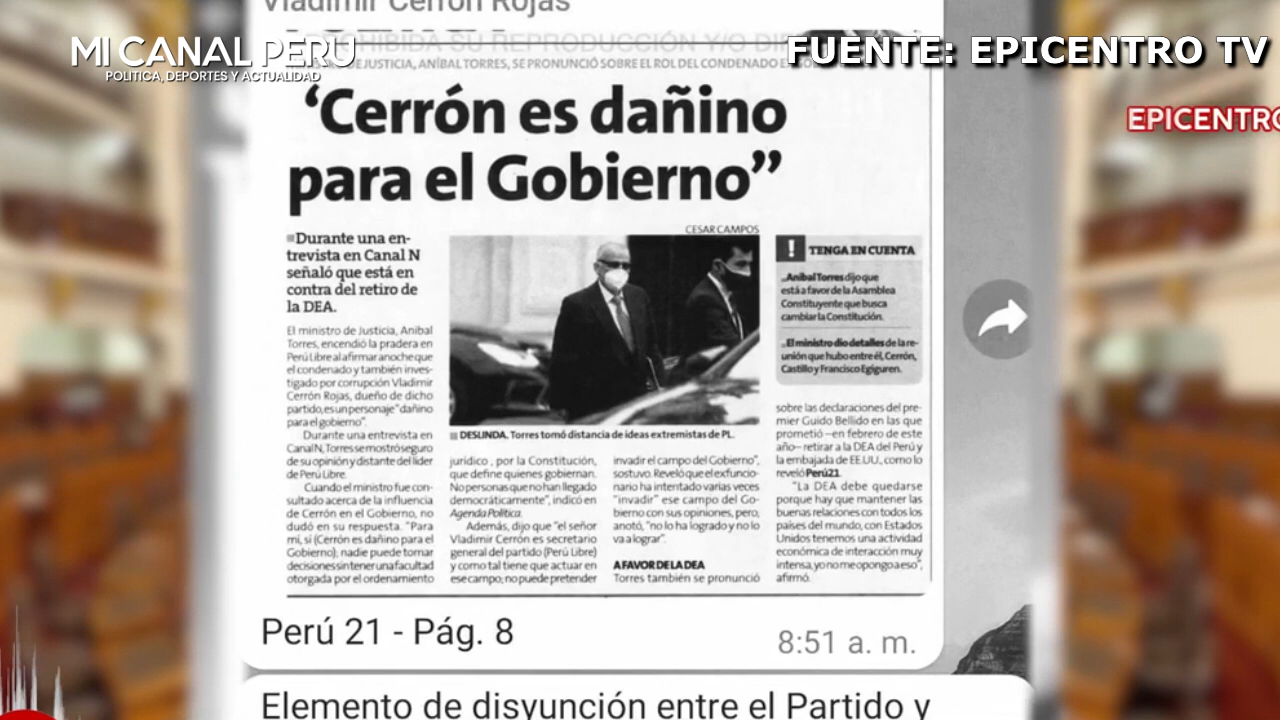 Vladimir Cerrón Rojas
MI CANAL PERU
POLITICA, DEPORTES Y ACTUALIDAD
FUENTE: EPICENTRO TV
EPICENTRO
PROHIBIDA SU REPRODUCCIÓN Y/O
JUSTICIA, ANÍBAL TORRES, SE PRONUNCIÓ SOBRE EL ROL DEL CONDENADO
‘Cerrón es dañino
para el Gobierno”
CESAR CAMPOS
Durante una en-
trevista en Canal N
señaló que está en
contra del retiro de
la DEA.
El ministro de Justicia, Aníbal
Torres, encendió la pradera en
Perú Libre al afirmar anoche que
el condenado y también inves-
tigado por corrupción Vladimir
Cerrón Rojas, dueño de dicho
partido, es un personaje “dañino
para el gobierno”.
Durante una entrevista en
Canal N, Torres se mostró seguro
de su opinión y distante del líder
de Perú Libre.
Cuando el ministro fue con-
sultado acerca de la influencia
de Cerrón en el Gobierno, no
dudó en su respuesta. “Para
mí, sí (Cerrón es dañino para el
Gobierno); nadie puede tomar
decisiones sin tener una facultad
otorgada por el ordenamiento
DESLINDA. Torres tomó distancia de ideas extremistas de PL.
jurídico , por la Constitución,
que define quienes gobiernan.
No personas que no han llegado
democráticamente”, indicó en
Agenda Política.
Además, dijo que “el señor
Vladimir Cerrón es secretario
general del partido (Perú Libre)
y como tal tiene que actuar en
ese campo; no puede pretender
invadir el campo del Gobierno”,
sostuvo. Reveló que el exfuncio-
nario ha intentado varias veces
“invadir” ese campo del Go-
bierno con sus opiniones, pero,
anotó, “no lo ha logrado y no lo
va a lograr”.
A FAVOR DE LA DEA
Torres también se pronunció
! TENGA EN CUENTA
Aníbal Torres dijo que
está a favor de la Asamblea
Constituyente que busca
cambiar la Constitución.
El ministro dio detalles de la re-
unión que hubo entre él, Cerrón,
Castillo y Francisco Eguiguren.
sobre las declaraciones del pre-
mier Guido Bellido en las que
prometió –en febrero de este
año– retirar a la DEA del Perú y
la embajada de EE.UU., como lo
reveló Perú21.
“La DEA debe quedarse
porque hay que mantener las
buenas relaciones con todos los
países del mundo, con Estados
Unidos tenemos una actividad
económica de interacción muy
intensa, yo no me opongo a eso”,
afirmó.
Perú 21 - Pág. 8
8:51 a. m.
Elemento de disyunción entre el Partido y